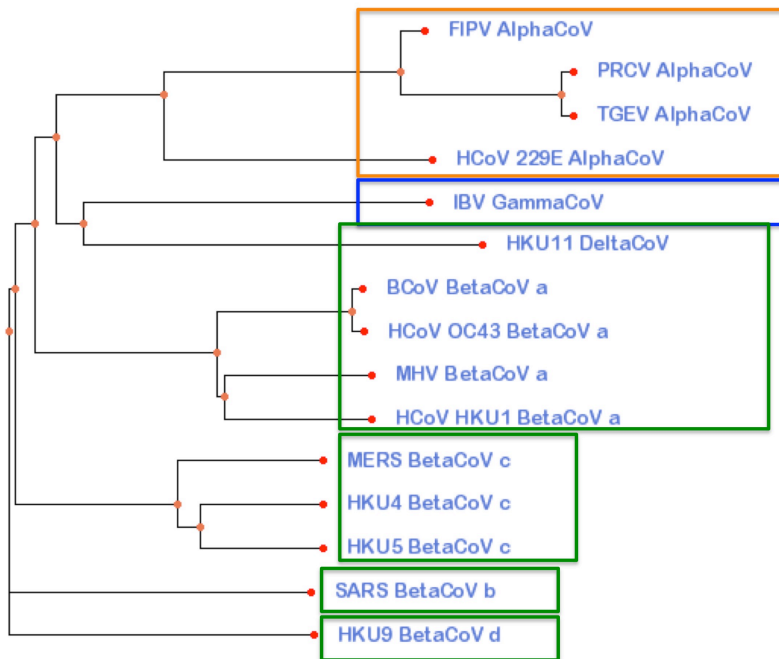 FIPV AlphaCoV
PRCV AlphaCoV
TGEV AlphaCoV
HCoV 229E AlphaCoV
IBV GammaCoV
HKU11 DeltaCoV
BCoV BetaCoV a
HCoV OC43 BetaCoV a
MHV BetaCoV a
HCoV HKU1 BetaCoV a
MERS BetaCoV c
HKU4 BetaCoV c
HKU5 BetaCoV c
SARS BetaCoV b
HKU9 BetaCoV d